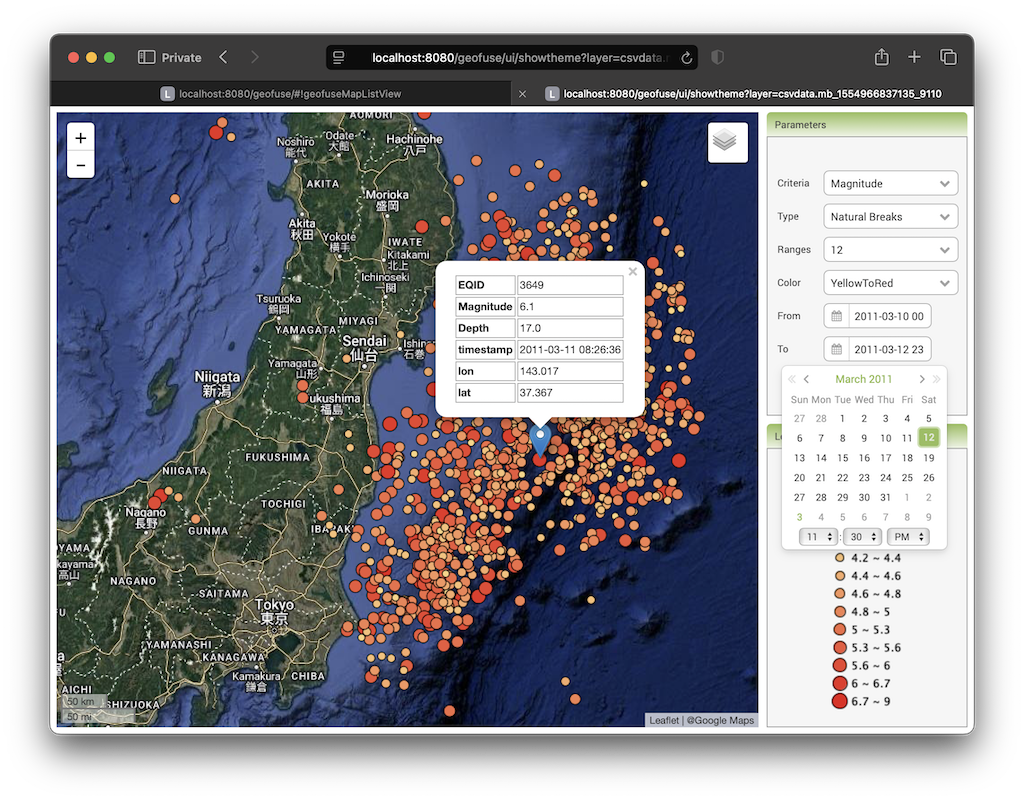 Private
localhost:8080/geofuse/ui/showtheme?layer=csvdata.r
L localhost:8080/geofuse/#!geofuseMapListView
L localhost:8080/geofuse/ui/showtheme?layer=csvdata.mb_1554966837135_9110
+
−
AOMORI
Hachinohe
八戸
Odate
大館
Noshiro
能代
AKITA
Morioka
盛岡
Akita
秋田
Yokote
横手
IWATE
Kitakami
北上
Ichinoseki
一関
Tsuruoka
鶴岡
YAMAGATA
MIYAGI
Sendai
仙台
Ishin
石巻
Yamagata
山形
Niigata
新潟
ukushima
福島
FUKUSHIMA
NIIGATA
TOCHIGI
Nagano
長野
GUNMA
IBARAK
YAMA
kayama
高山
NAGANO
SAITAMA
Tokyo
東京
FU
YAMANASHI
KANAGAWA
Kamakura
鎌倉
CHIBA
a
AICHI
SHIZUOKA
50 km
50 mi
Leaflet | @Google Maps
×
EQID 3649
Magnitude 6.1
Depth 17.0
timestamp 2011-03-11 08:26:36
lon 143.017
lat 37.367
Parameters
Criteria Magnitude
Type Natural Breaks
Ranges 12
Color YellowToRed
From 2011-03-10 00
To 2011-03-12 23
« ‹ March 2011 › »
Sun Mon Tue Wed Thu Fri Sat
27 28 1 2 3 4 5
6 7 8 9 10 11 12
13 14 15 16 17 18 19
20 21 22 23 24 25 26
27 28 29 30 31 1 2
3 4 5 6 7 8 9
11 : 30 PM
Le
4.2 ~ 4.4
4.4 ~ 4.6
4.6 ~ 4.8
4.8 ~ 5
5 ~ 5.3
5.3 ~ 5.6
5.6 ~ 6
6 ~ 6.7
6.7 ~ 9